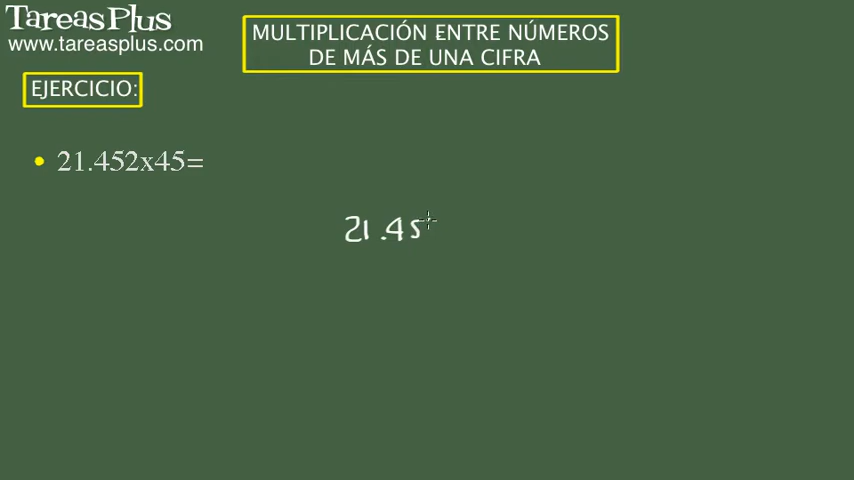 TareasPlus
www.tareasplus.com
MULTIPLICACIÓN ENTRE NÚMEROS
DE MÁS DE UNA CIFRA
EJERCICIO:
• 21.452x45=
21.45